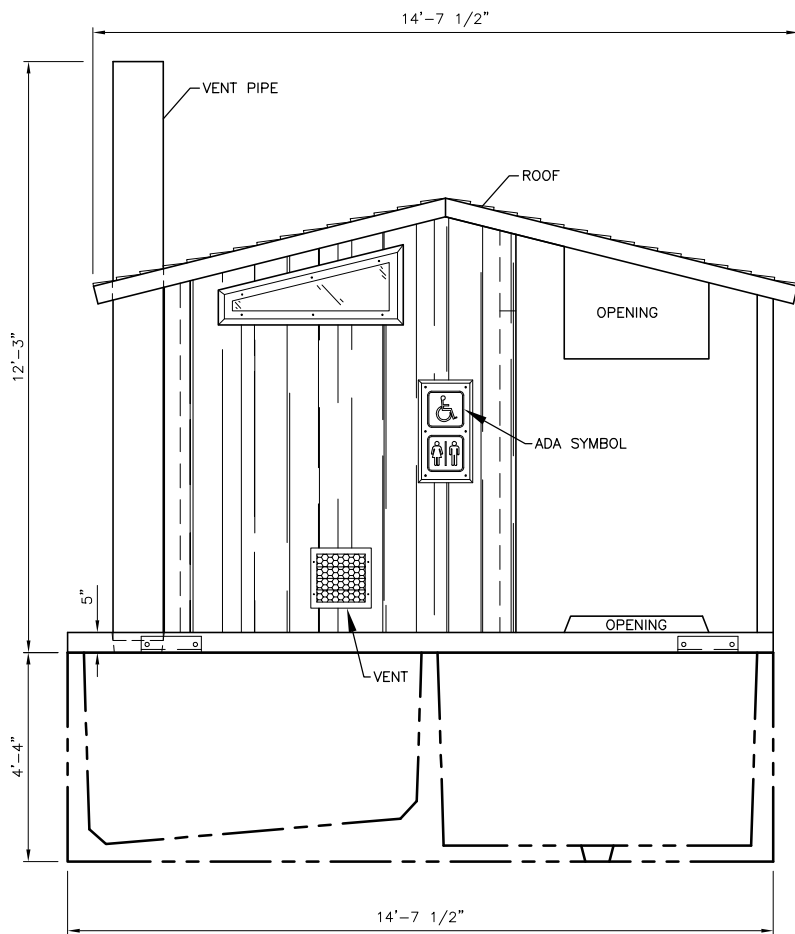 14'-7 1/2"
VENT PIPE
ROOF
OPENING
12'-3"
ADA SYMBOL
5"
OPENING
VENT
4'-4"
14'-7 1/2"